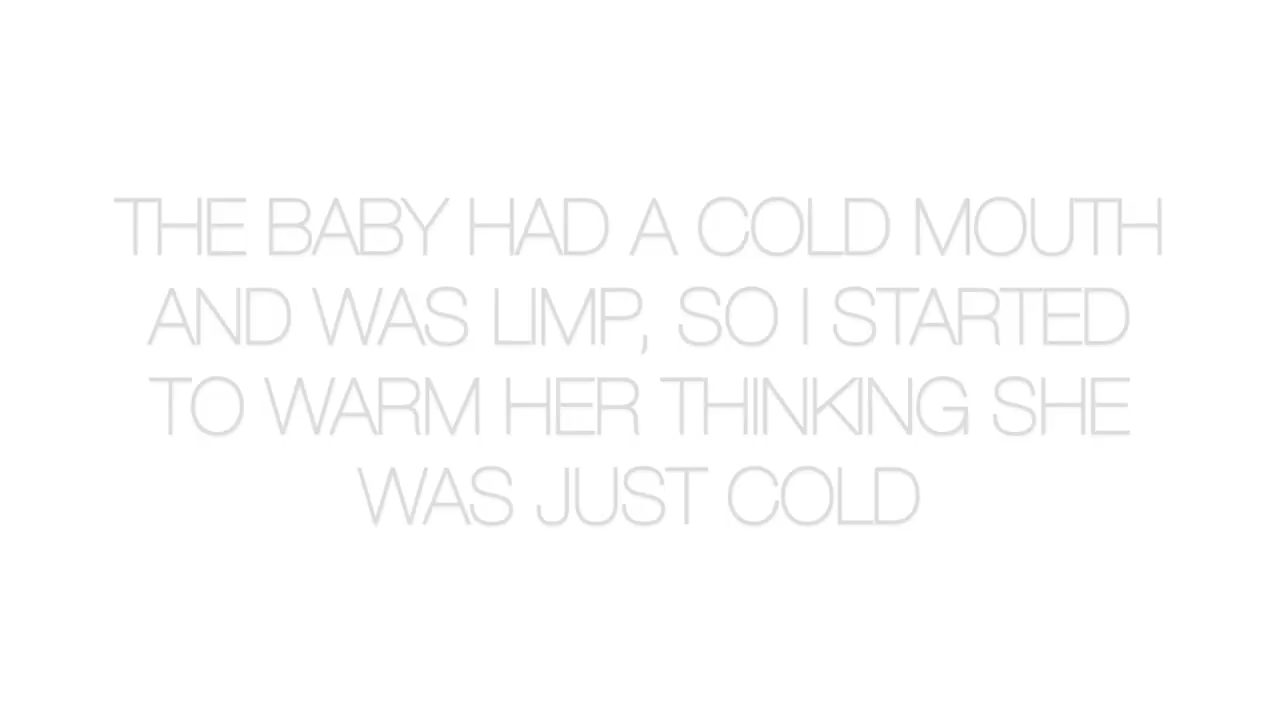 THE BABY HAD A COLD MOUTH
AND WAS LIMP, SO I STARTED
TO WARM HER THINKING SHE
WAS JUST COLD